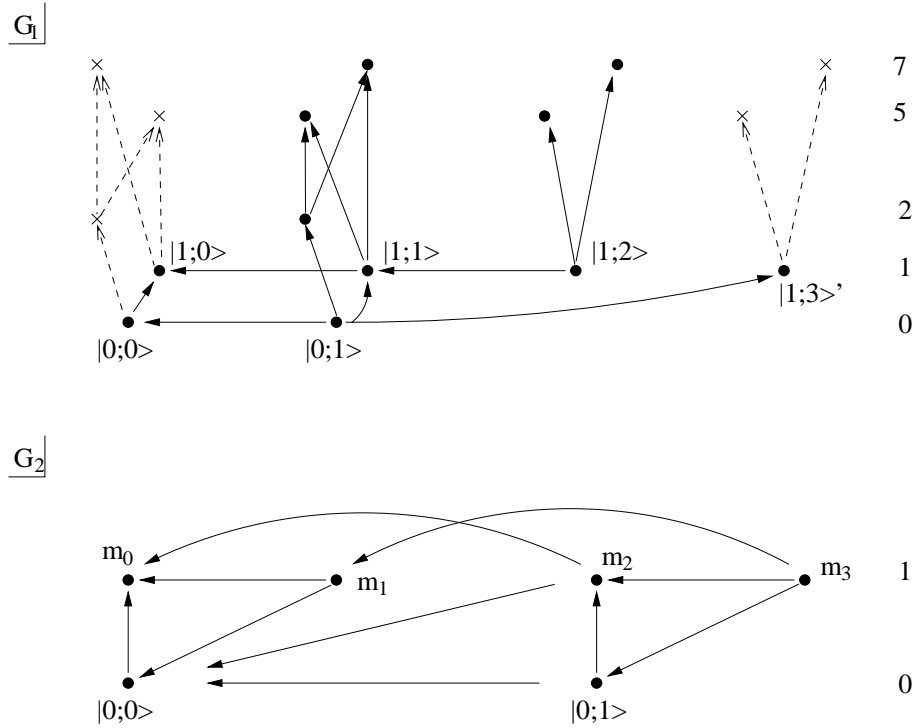 G₁
7
5
2
|1;0> |1;1> |1;2> 1
|1;3>'
0
|0;0> |0;1>
G₂
m₀ m₁ m₂ m₃ 1
0
|0;0> |0;1>